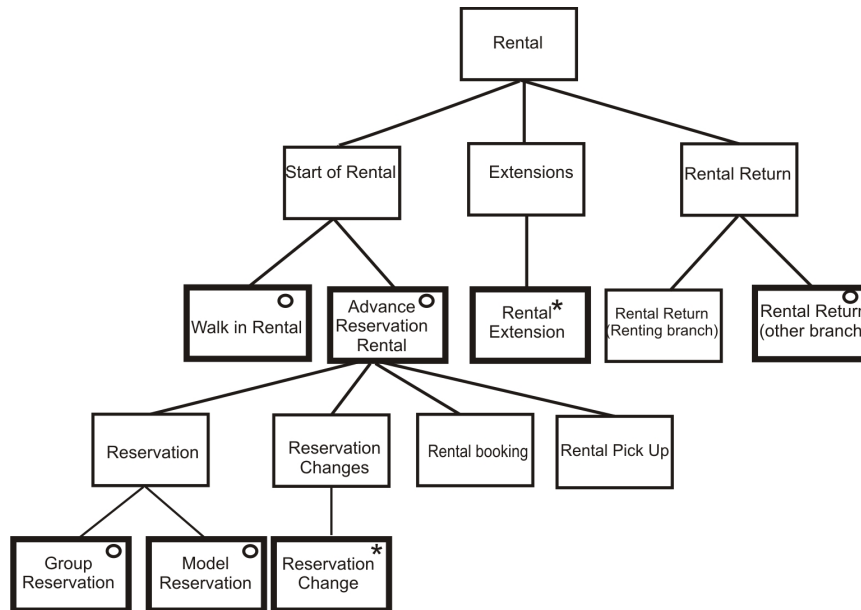 Rental
Start of Rental
Extensions
Rental Return
Walk in Rental
Advance
Reservation
Rental
Rental*
Extension
Rental Return
(Renting branch)
Rental Return
(other branch
Reservation
Reservation
Changes
Rental booking
Rental Pick Up
Group
Reservation
Model
Reservation
Reservation*
Change